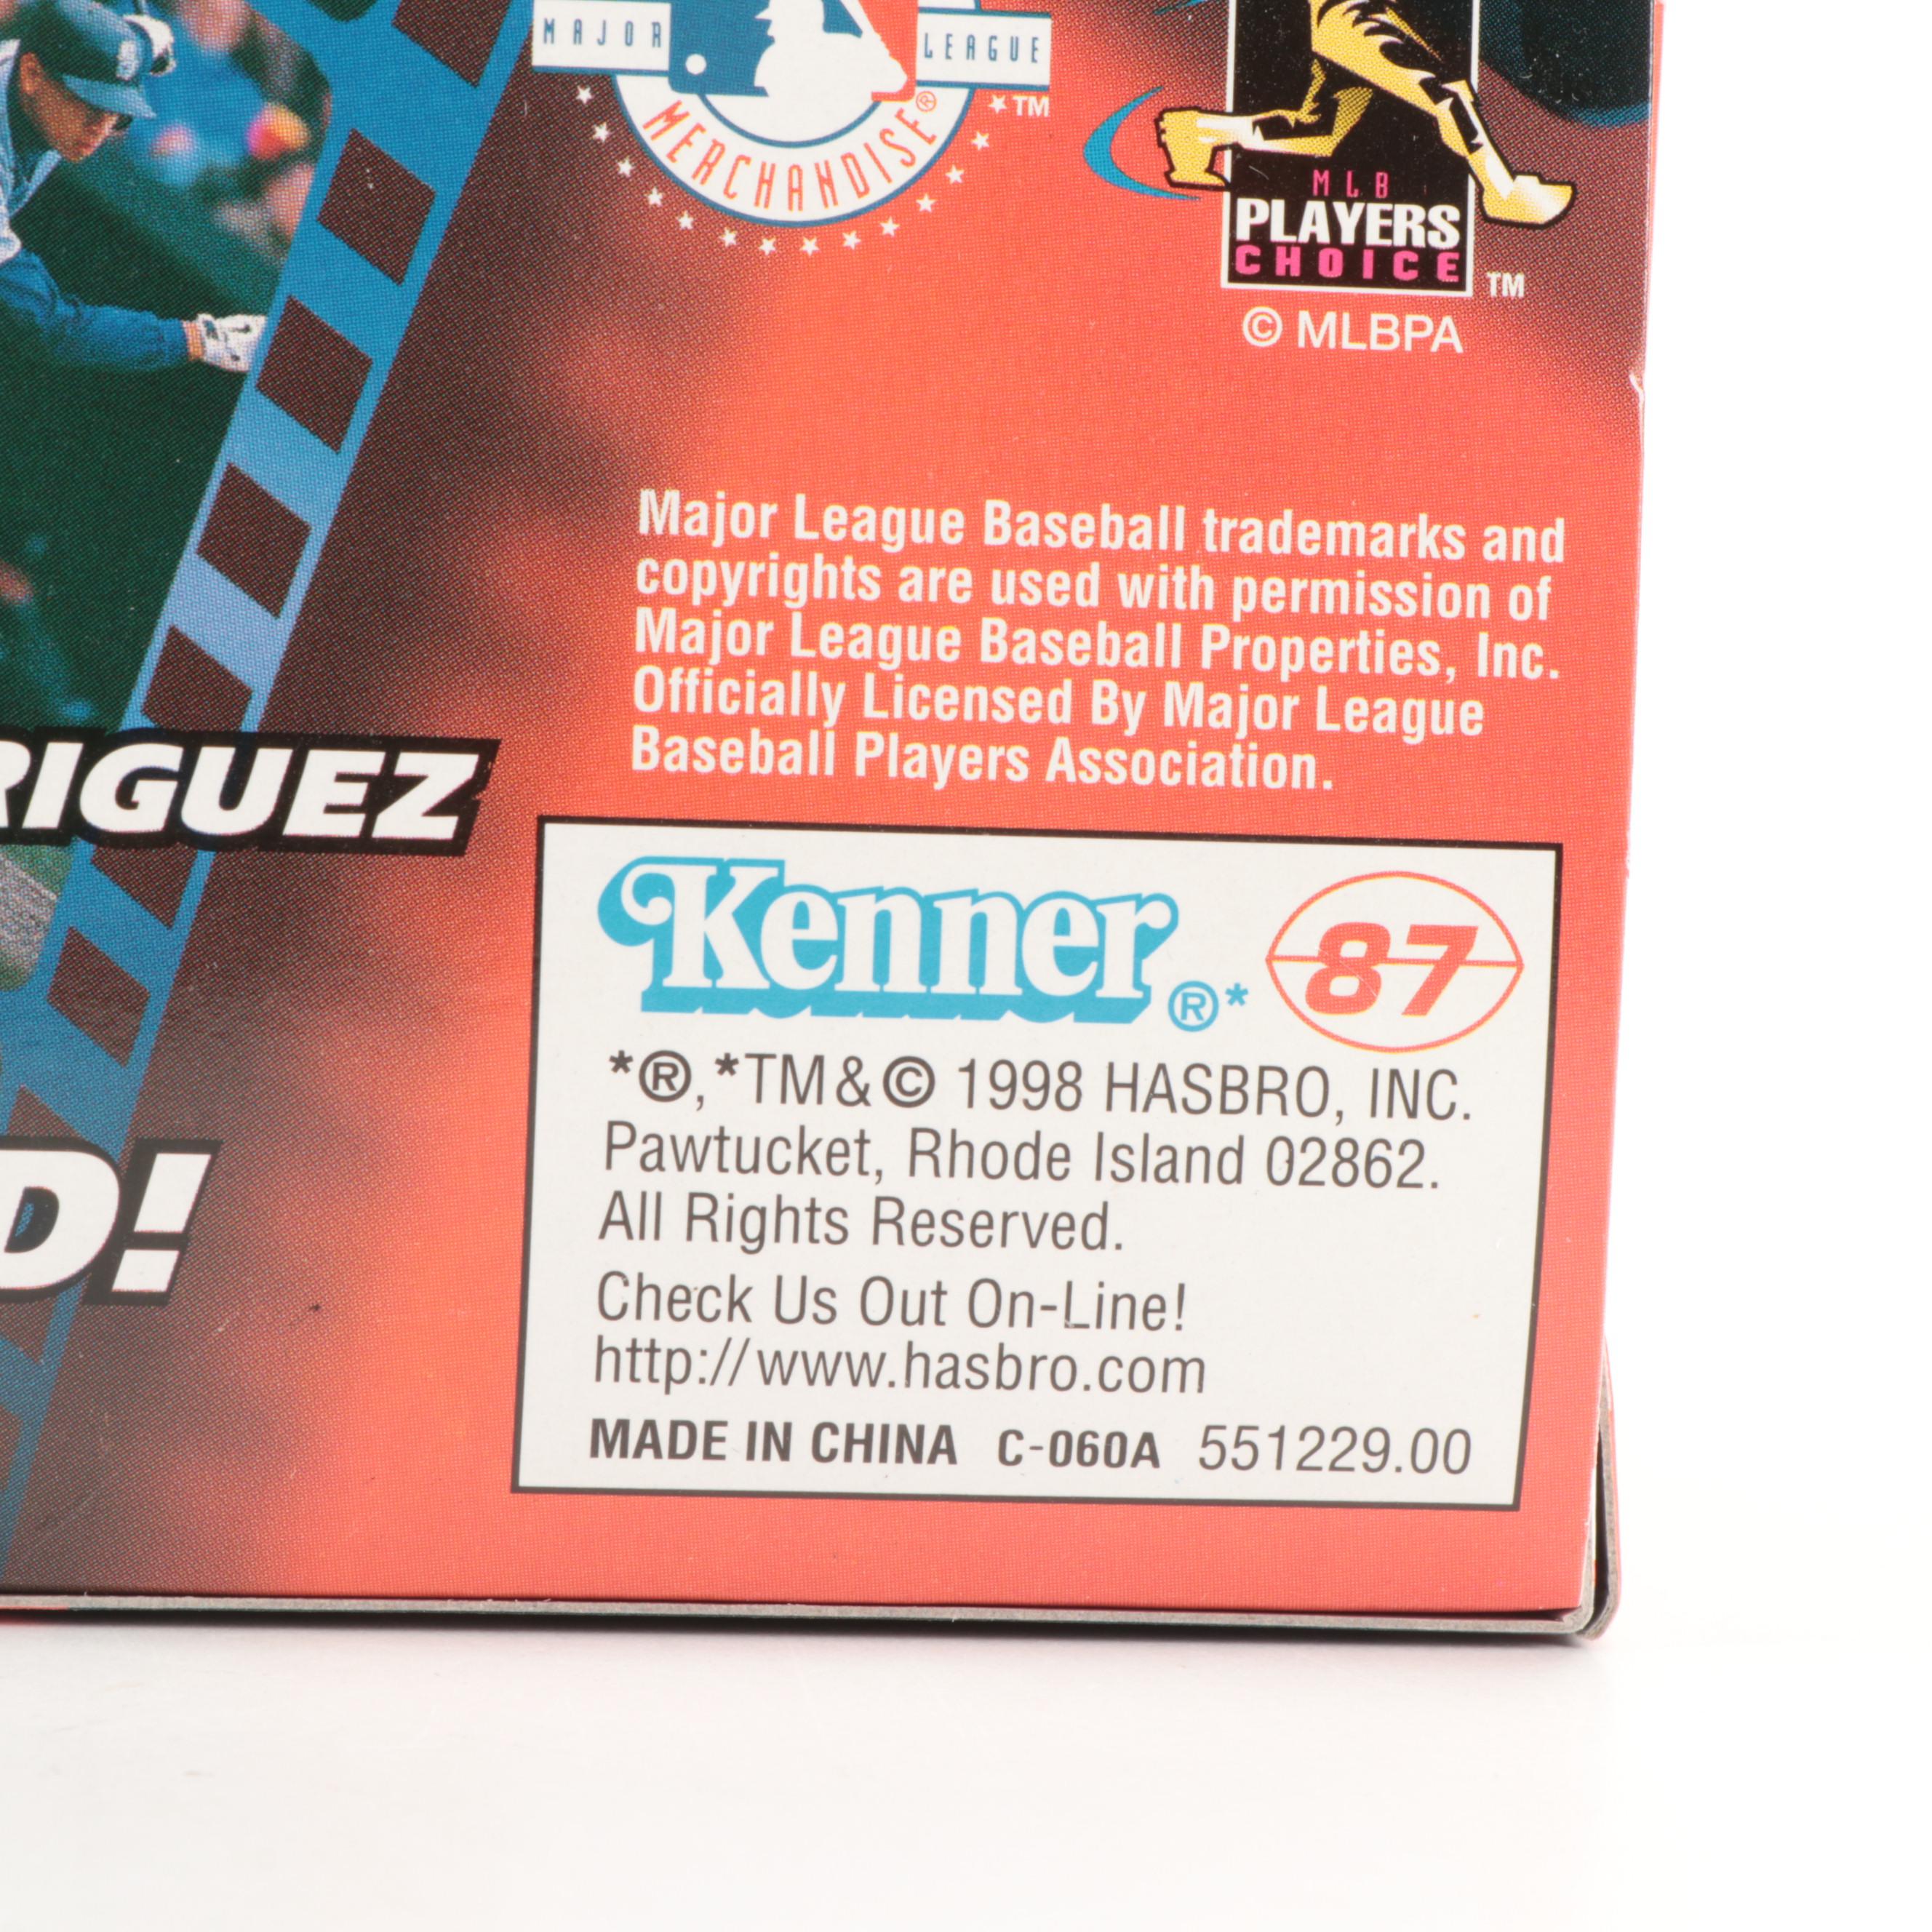 MAJOR LEAGUE
MERCHANDISE®
™
MLB
PLAYERS
CHOICE
™
© MLBPA
Major League Baseball trademarks and
copyrights are used with permission of
Major League Baseball Properties, Inc.
Officially Licensed By Major League
Baseball Players Association.
RIGUEZ
D!
Kenner®*
87
*®, *TM & © 1998 HASBRO, INC.
Pawtucket, Rhode Island 02862.
All Rights Reserved.
Check Us Out On-Line!
http://www.hasbro.com
MADE IN CHINA C-060A 551229.00